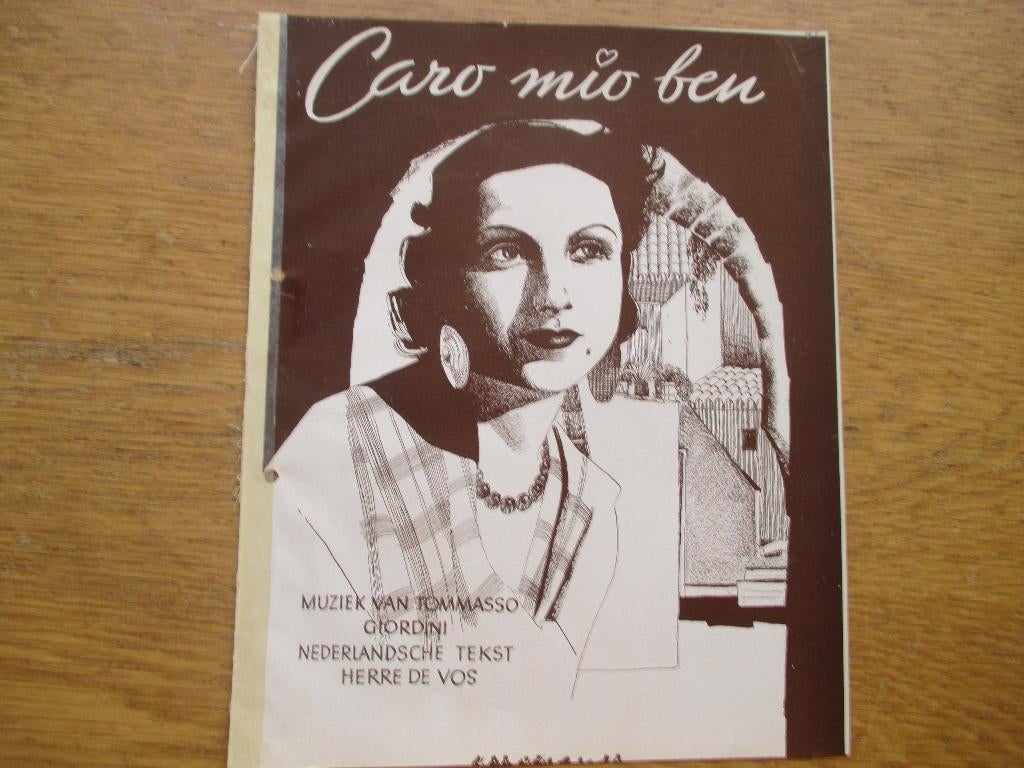 Caro mio ben
MUZIEK VAN TOMMASSO
GIORDINI
NEDERLANDSCHE TEKST
HERRE DE VOS